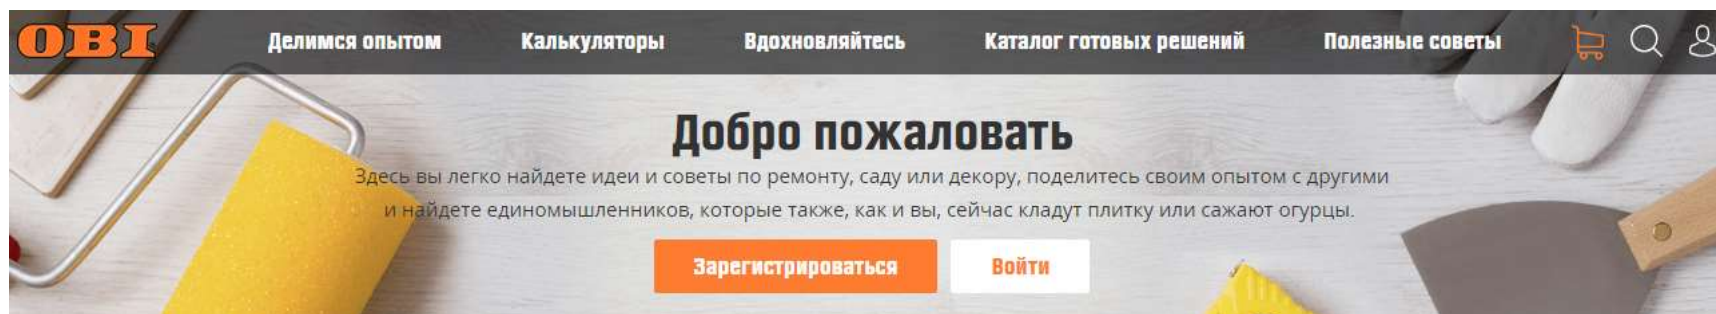 OBI
Делимся опытом Калькуляторы Вдохновляйтесь Каталог готовых решений Полезные советы
Добро пожаловать
Здесь вы легко найдете идеи и советы по ремонту, саду или декору, поделитесь своим опытом с другими
и найдете единомышленников, которые также, как и вы, сейчас кладут плитку или сажают огурцы.
Зарегистрироваться Войти